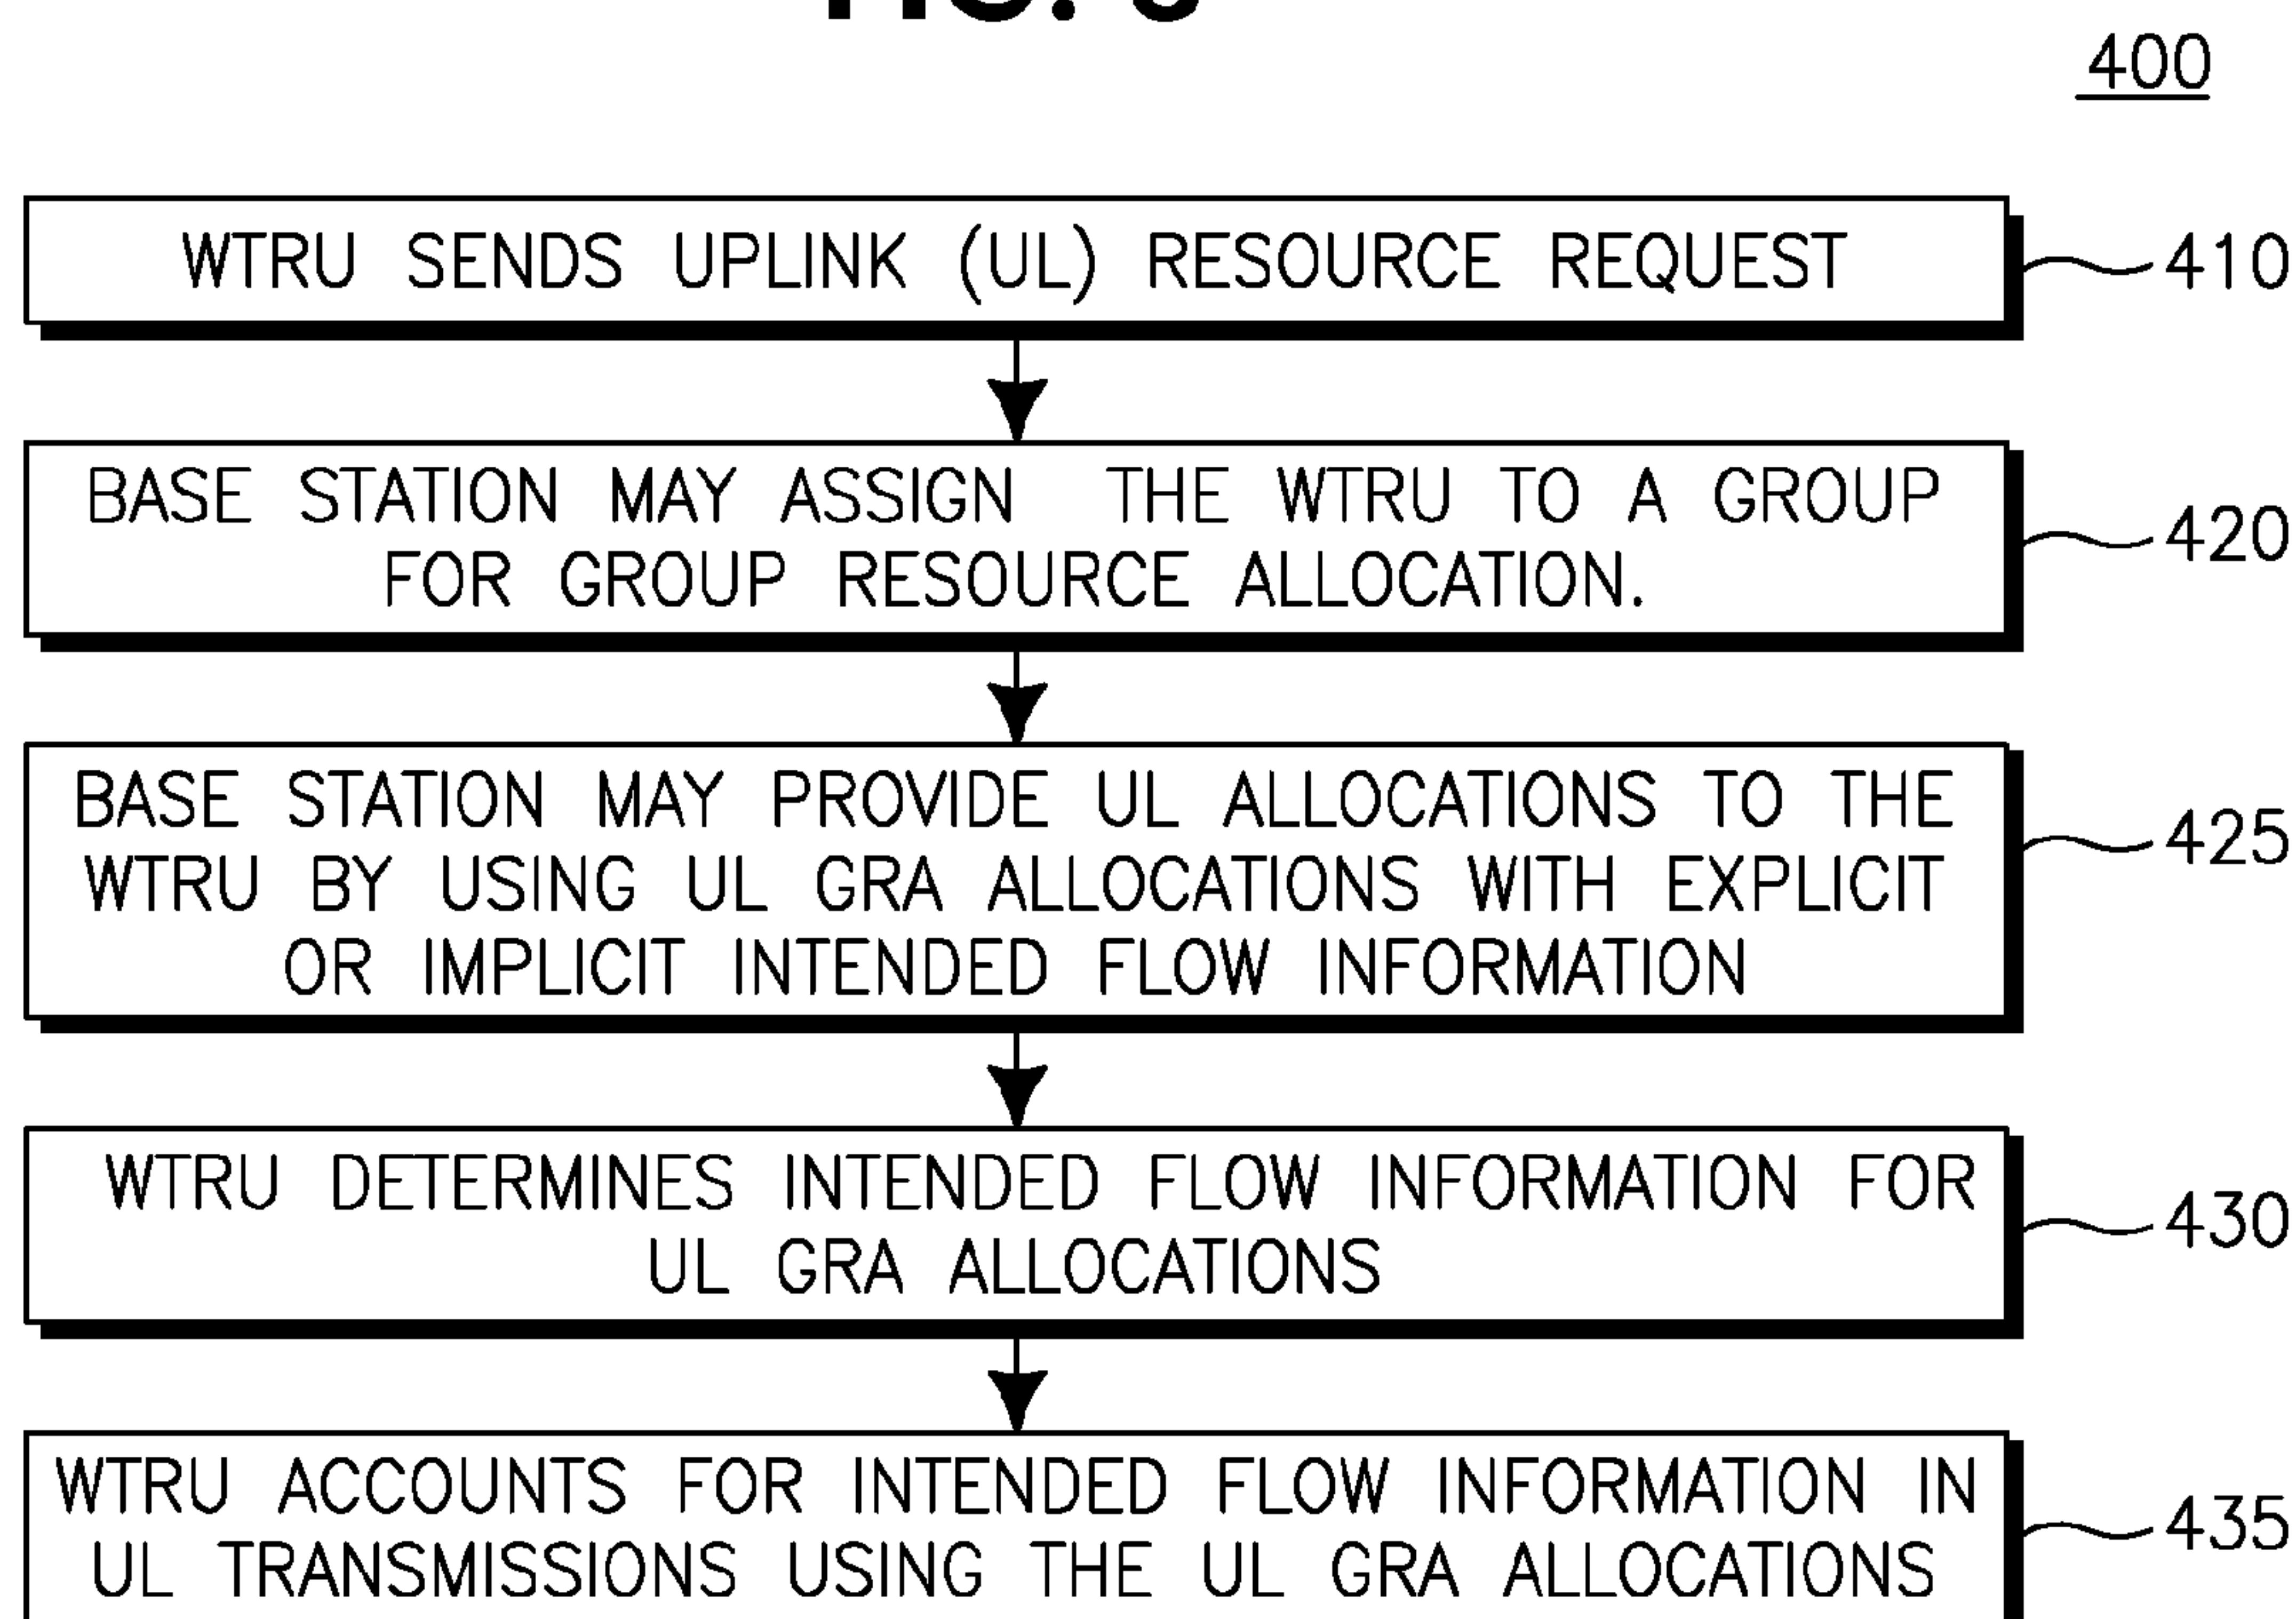 400
WTRU SENDS UPLINK (UL) RESOURCE REQUEST
410
BASE STATION MAY ASSIGN THE WTRU TO A GROUP
FOR GROUP RESOURCE ALLOCATION.
420
BASE STATION MAY PROVIDE UL ALLOCATIONS TO THE
WTRU BY USING UL GRA ALLOCATIONS WITH EXPLICIT
OR IMPLICIT INTENDED FLOW INFORMATION
425
WTRU DETERMINES INTENDED FLOW INFORMATION FOR
UL GRA ALLOCATIONS
430
WTRU ACCOUNTS FOR INTENDED FLOW INFORMATION IN
UL TRANSMISSIONS USING THE UL GRA ALLOCATIONS
435